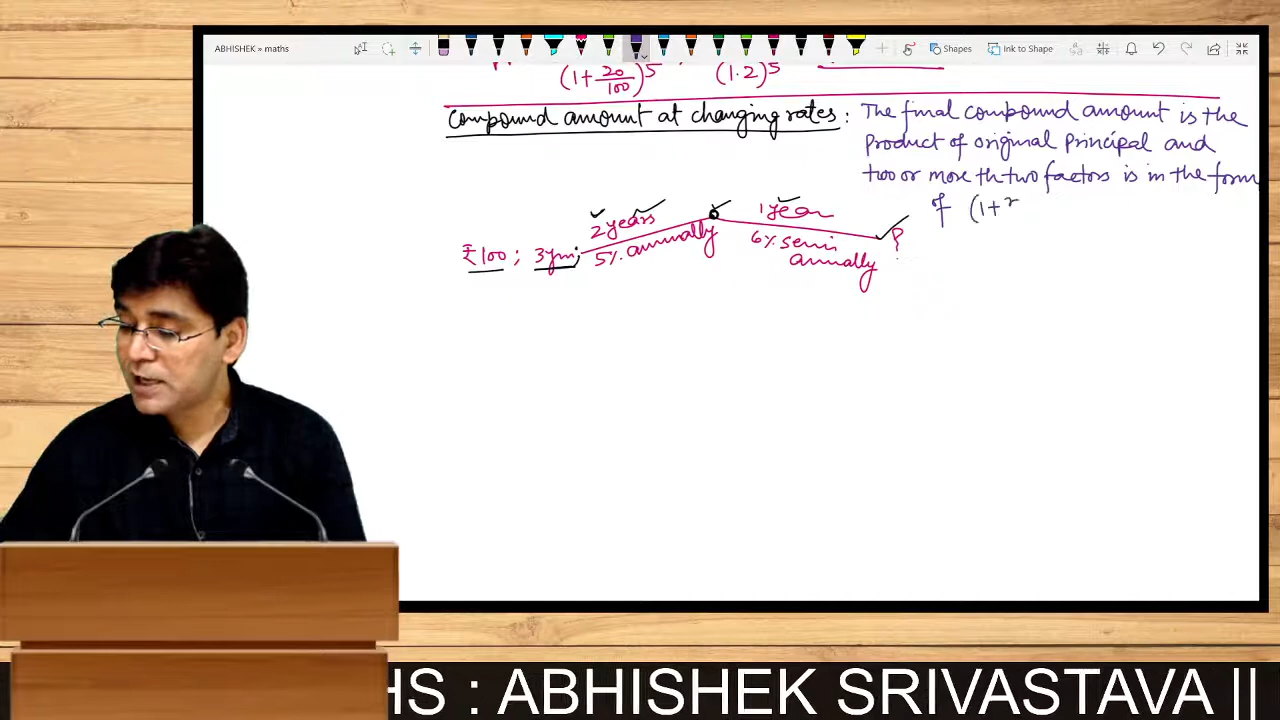 ABHISHEK » maths
Shapes
Ink to Shape
(1+20/100)^5
(1.2)^5
Compound amount at changing rates : The final compound amount is the
product of original principal and
two or more th two factors is in the form
of (1+r
₹100 ; 3yrs;
2 years
5% annually
1 year
6% semi
annually
?
HS : ABHISHEK SRIVASTAVA ||